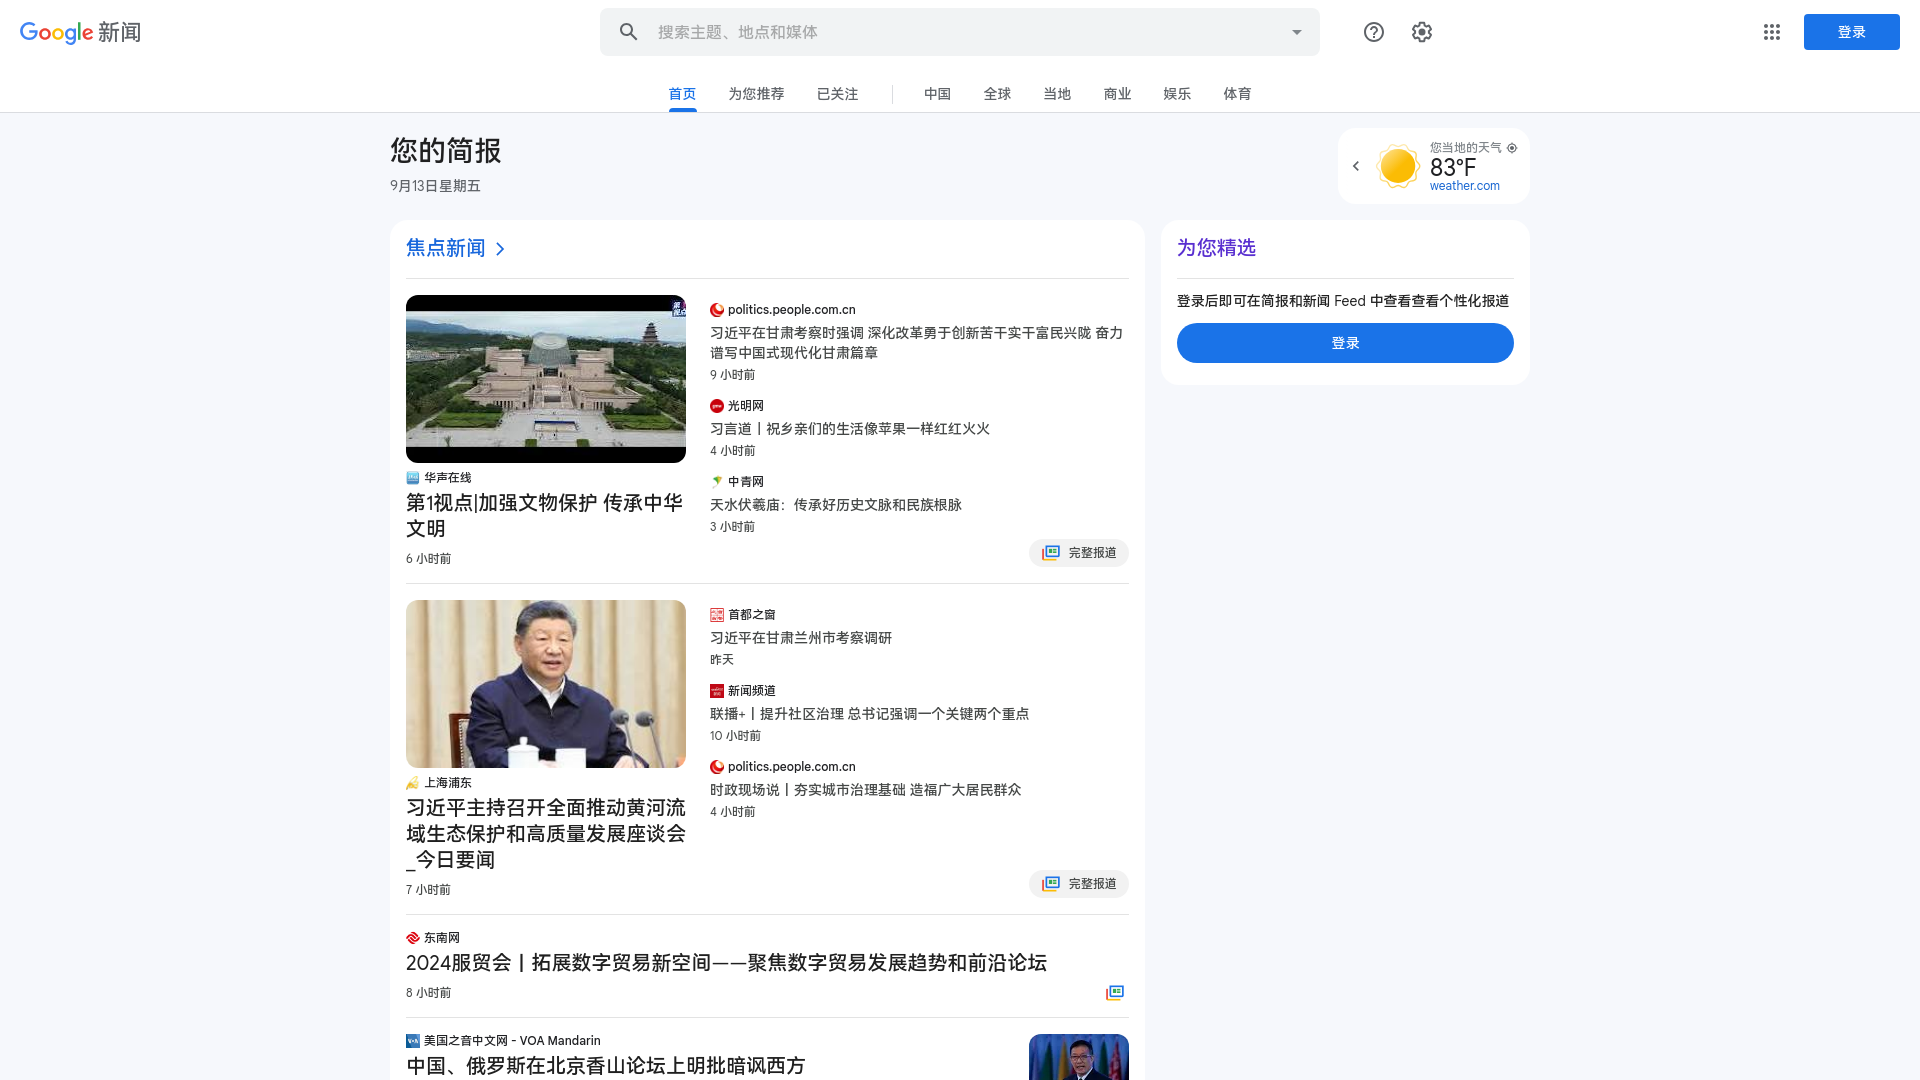 Google 新闻
搜索主题、地点和媒体
登录
首页 为您推荐 已关注 中国 全球 当地 商业 娱乐 体育
您的简报
9月13日星期五
您当地的天气
83°F
weather.com
焦点新闻
第1
视点
华声在线
第1视点|加强文物保护 传承中华
文明
6 小时前
politics.people.com.cn
习近平在甘肃考察时强调 深化改革勇于创新苦干实干富民兴陇 奋力
谱写中国式现代化甘肃篇章
9 小时前
光明网
习言道丨祝乡亲们的生活像苹果一样红红火火
4 小时前
中青网
天水伏羲庙：传承好历史文脉和民族根脉
3 小时前
完整报道
上海浦东
习近平主持召开全面推动黄河流
域生态保护和高质量发展座谈会
_今日要闻
7 小时前
首都之窗
习近平在甘肃兰州市考察调研
昨天
新闻频道
联播+丨提升社区治理 总书记强调一个关键两个重点
10 小时前
politics.people.com.cn
时政现场说丨夯实城市治理基础 造福广大居民群众
4 小时前
完整报道
东南网
2024服贸会丨拓展数字贸易新空间——聚焦数字贸易发展趋势和前沿论坛
8 小时前
VOA
美国之音中文网 - VOA Mandarin
中国、俄罗斯在北京香山论坛上明批暗讽西方
为您精选
登录后即可在简报和新闻 Feed 中查看查看个性化报道
登录